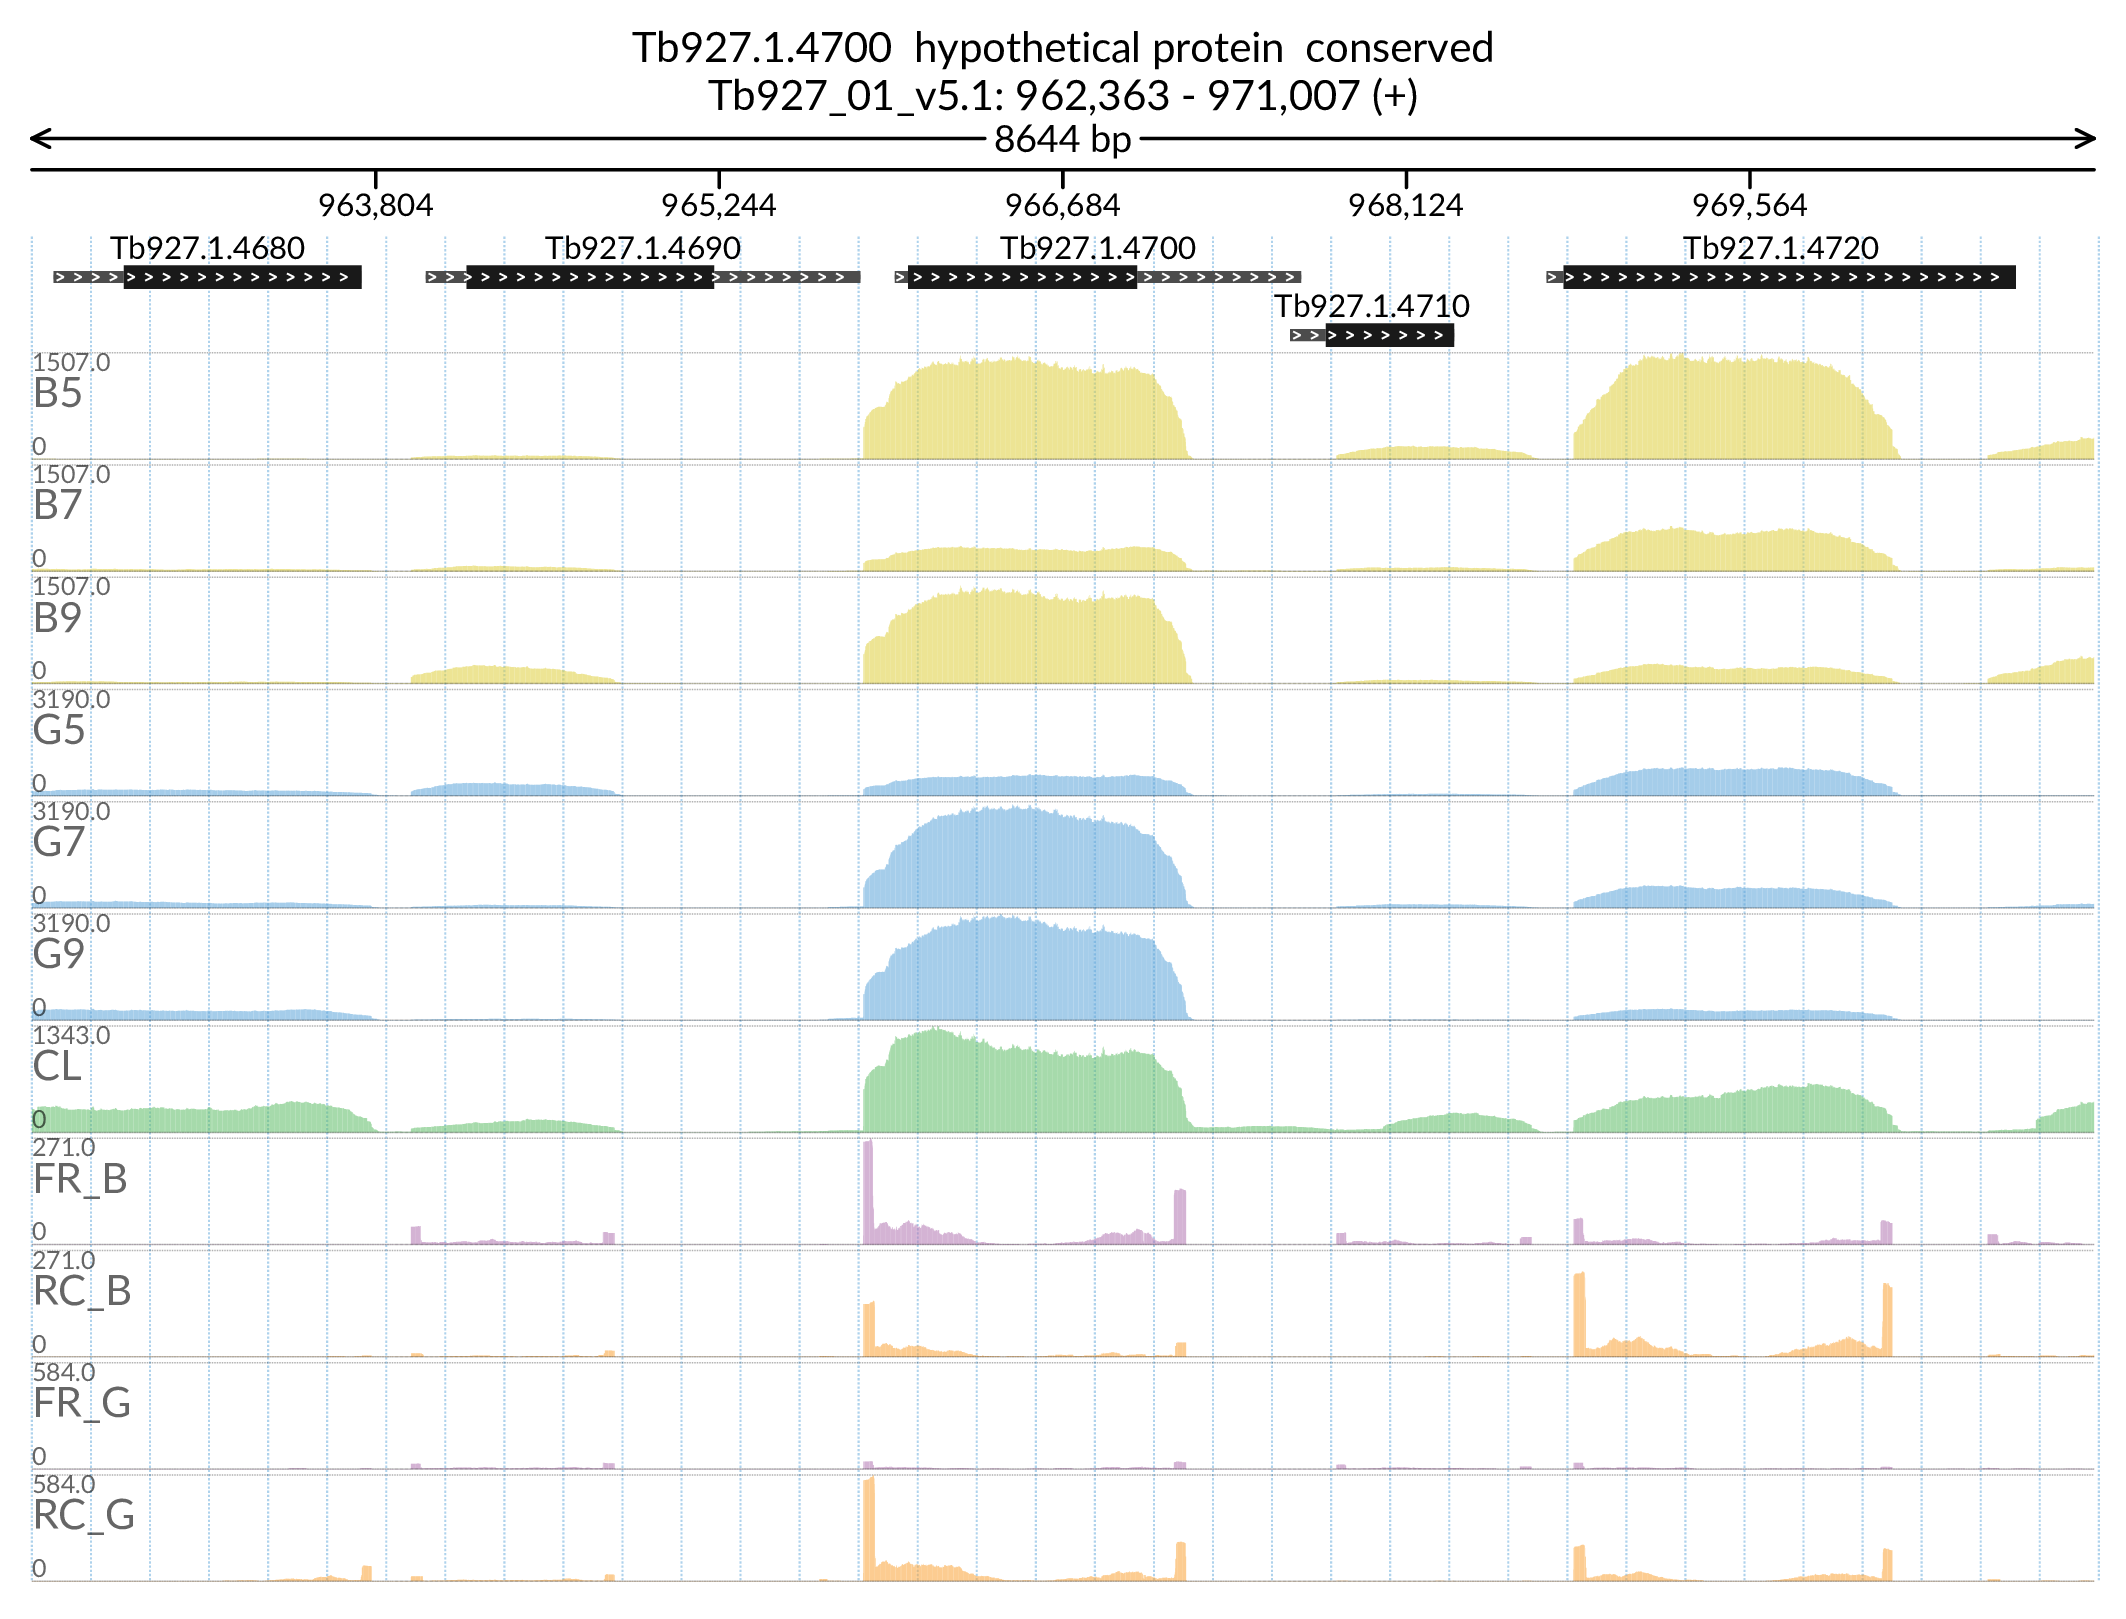 Tb927.1.4700  hypothetical protein  conserved
Tb927_01_v5.1: 962,363 - 971,007 (+)
8644 bp
963,804 965,244 966,684 968,124 969,564
Tb927.1.4680 Tb927.1.4690 Tb927.1.4700 Tb927.1.4720
Tb927.1.4710
1507.0
B5
0
1507.0
B7
0
1507.0
B9
0
3190.0
G5
0
3190.0
G7
0
3190.0
G9
0
1343.0
CL
0
271.0
FR_B
0
271.0
RC_B
0
584.0
FR_G
0
584.0
RC_G
0